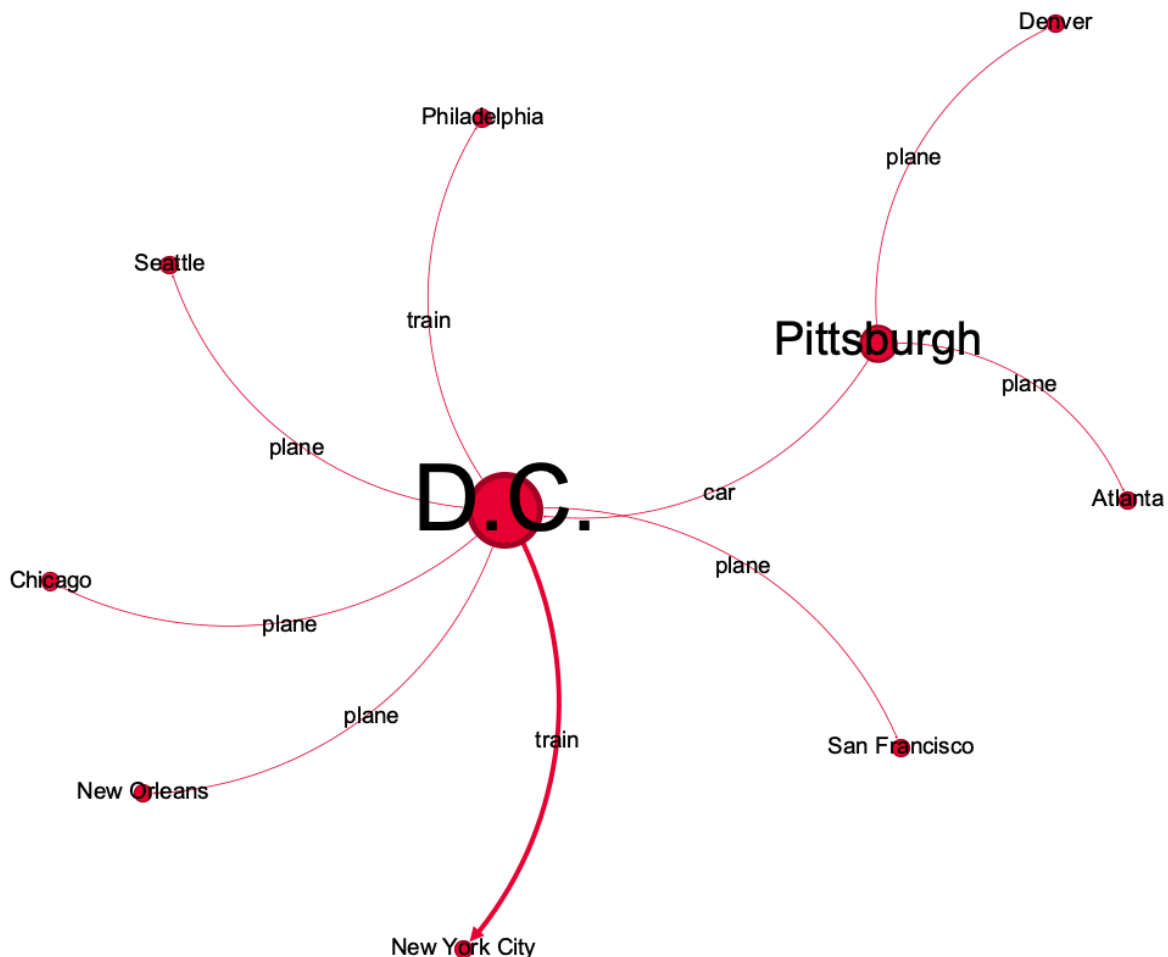 Denver
Philadelphia
plane
Seattle
train
Pittsburgh
plane
plane
car
D.C.
Atlanta
plane
Chicago
plane
plane
train
San Francisco
New Orleans
New York City